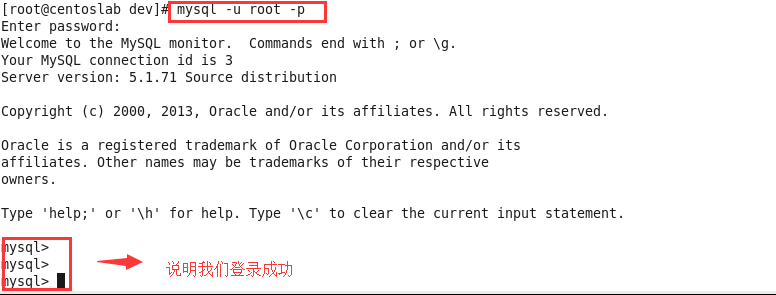 [root@centoslab dev]# mysql -u root -p
Enter password:
Welcome to the MySQL monitor.  Commands end with ; or \g.
Your MySQL connection id is 3
Server version: 5.1.71 Source distribution
Copyright (c) 2000, 2013, Oracle and/or its affiliates. All rights reserved.
Oracle is a registered trademark of Oracle Corporation and/or its
affiliates. Other names may be trademarks of their respective
owners.
Type 'help;' or '\h' for help. Type '\c' to clear the current input statement.
mysql>
mysql> 说明我们登录成功
mysql>